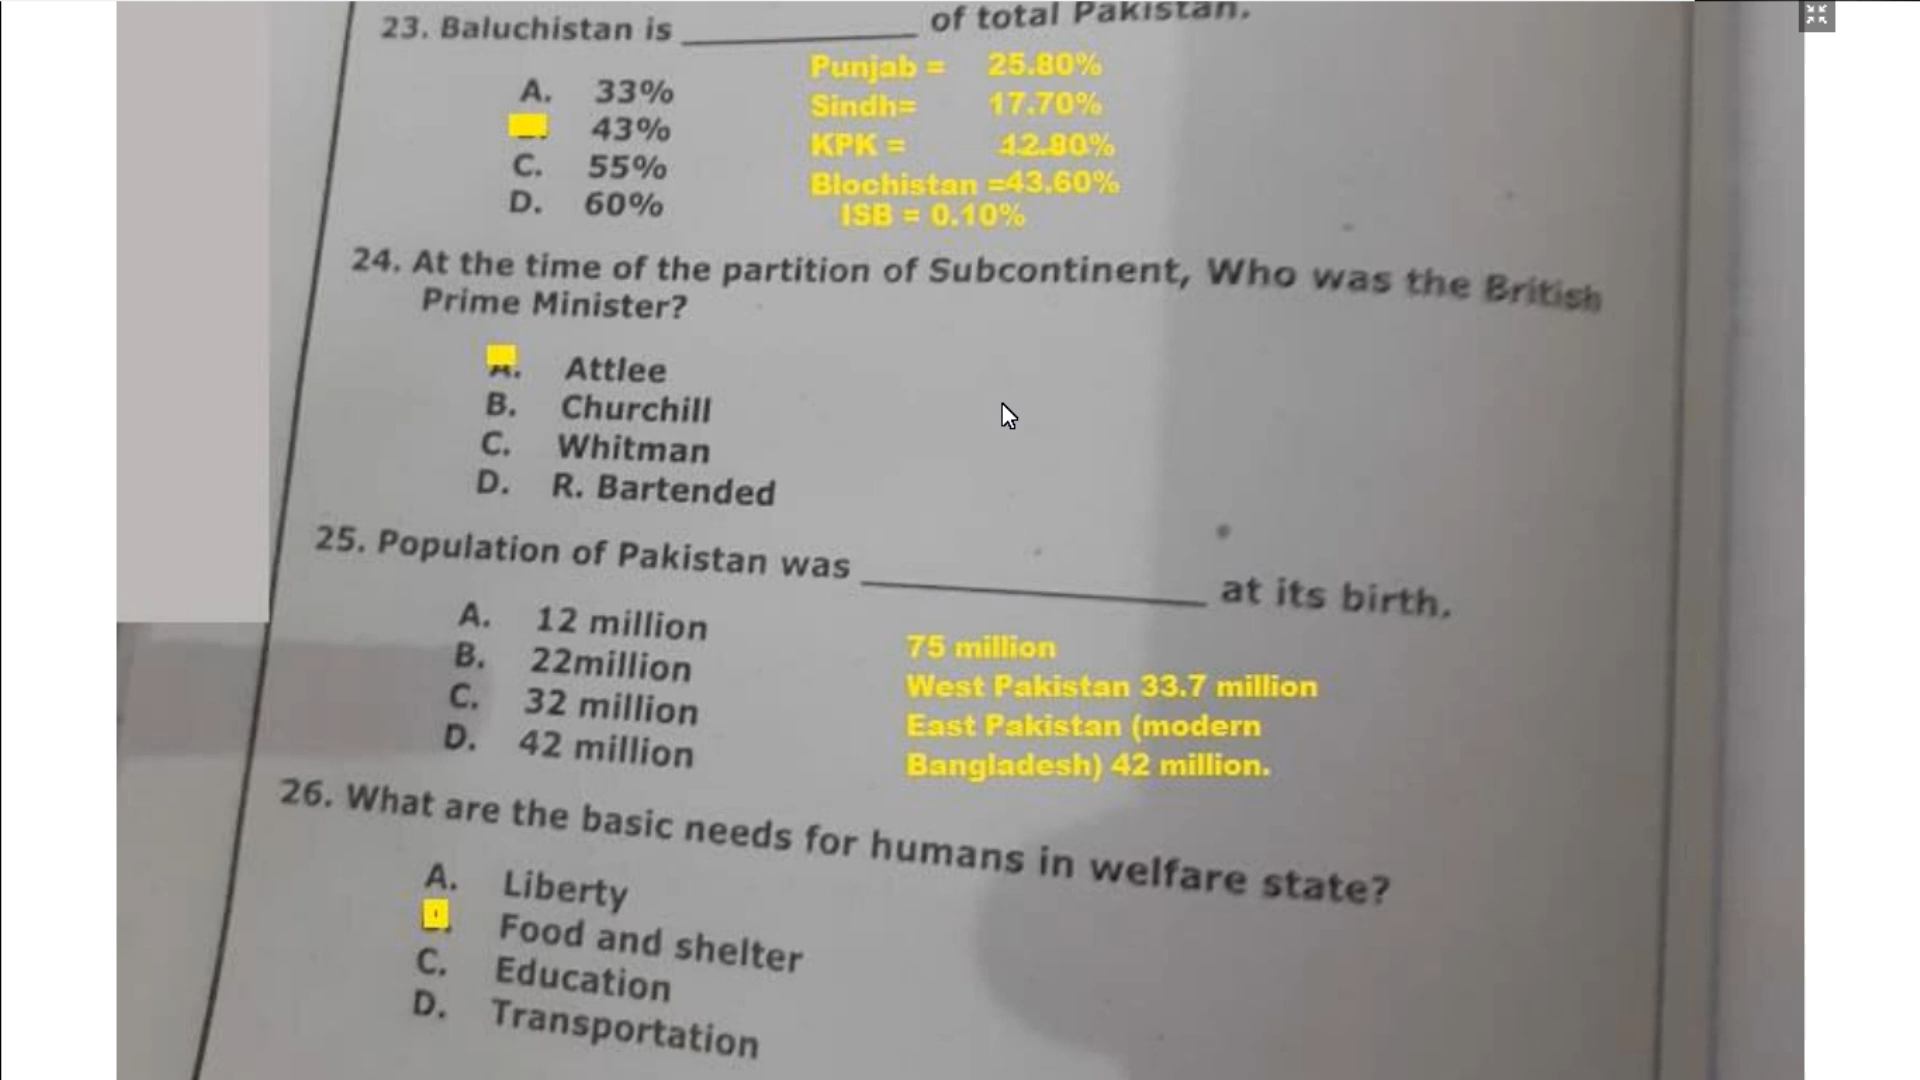 23. Baluchistan is __________ of total Pakistan.
A. 33%
43%
C. 55%
D. 60%
Punjab = 25.80%
Sindh= 17.70%
KPK = 12.80%
Blochistan =43.60%
ISB = 0.10%
24. At the time of the partition of Subcontinent, Who was the British
Prime Minister?
A. Attlee
B. Churchill
C. Whitman
D. R. Bartended
25. Population of Pakistan was __________ at its birth.
A. 12 million
B. 22million
C. 32 million
D. 42 million
75 million
West Pakistan 33.7 million
East Pakistan (modern
Bangladesh) 42 million.
26. What are the basic needs for humans in welfare state?
A. Liberty
Food and shelter
C. Education
D. Transportation